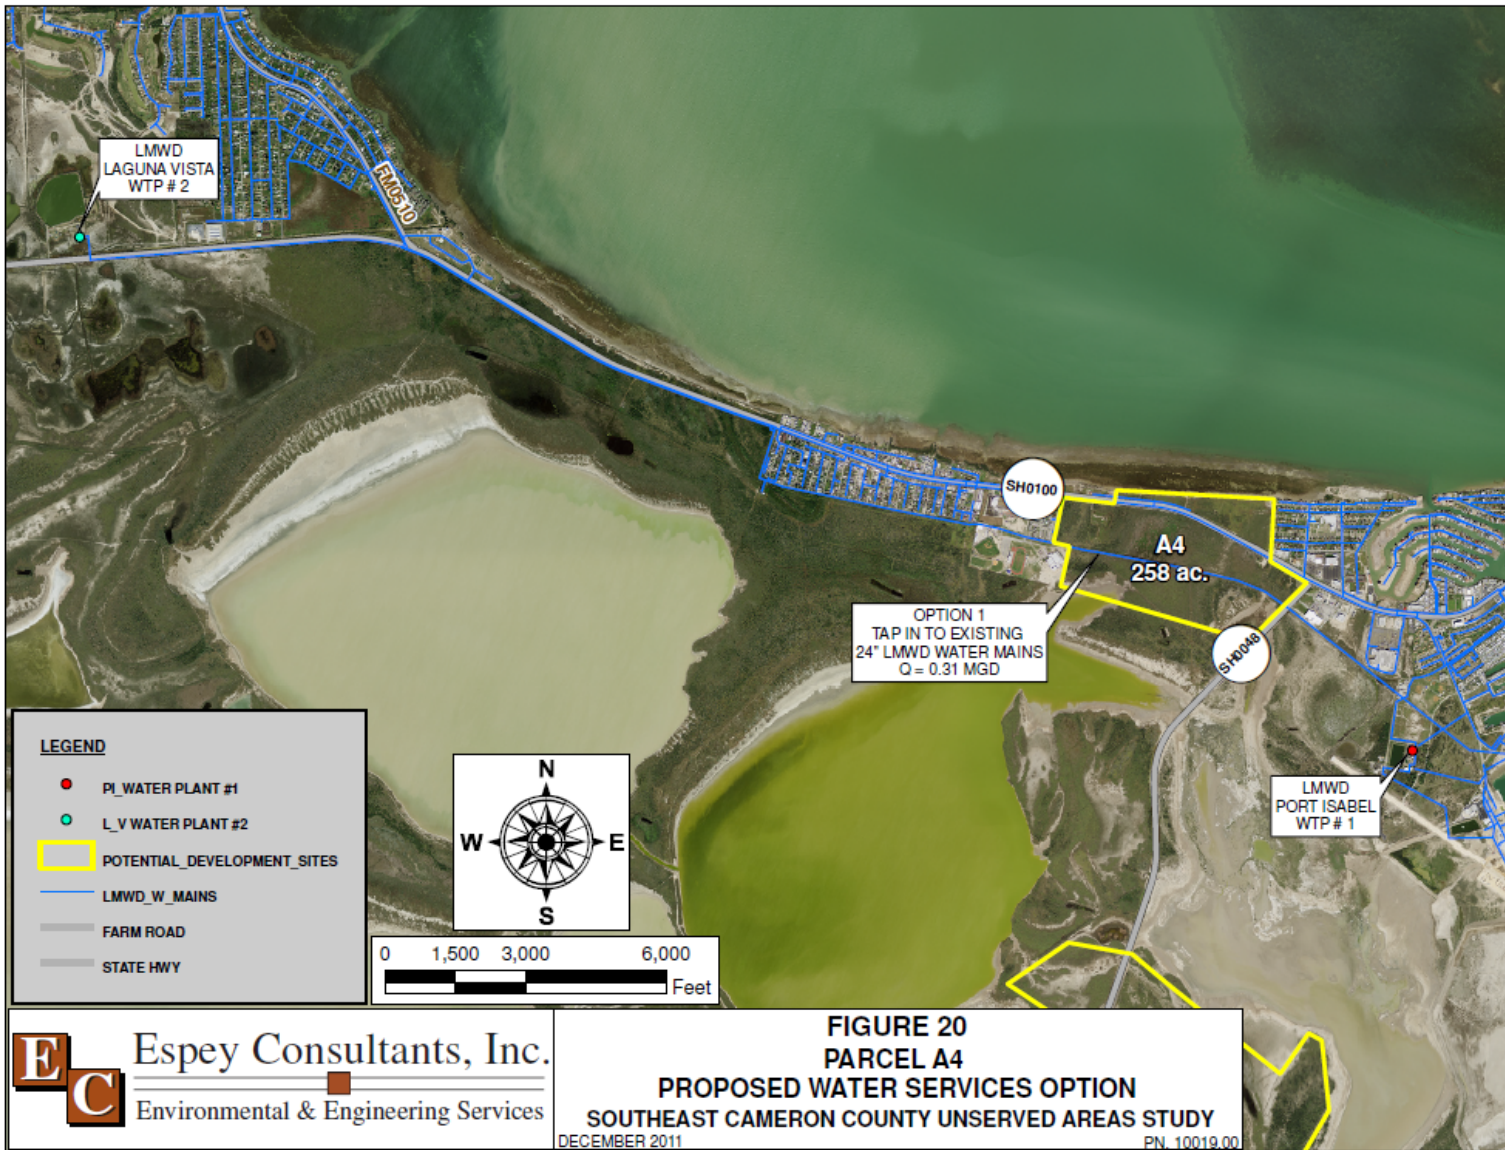 LMWD
LAGUNA VISTA
WTP # 2
FM0510
SH0100
A4
258 ac.
OPTION 1
TAP IN TO EXISTING
24" LMWD WATER MAINS
Q = 0.31 MGD
SH0048
LMWD
PORT ISABEL
WTP # 1
LEGEND
PI_WATER PLANT #1
L_V WATER PLANT #2
POTENTIAL_DEVELOPMENT_SITES
LMWD_W_MAINS
FARM ROAD
STATE HWY
N
W E
S
0 1,500 3,000 6,000
Feet
EC
Espey Consultants, Inc.
Environmental & Engineering Services
FIGURE 20
PARCEL A4
PROPOSED WATER SERVICES OPTION
SOUTHEAST CAMERON COUNTY UNSERVED AREAS STUDY
DECEMBER 2011 PN. 10019.00